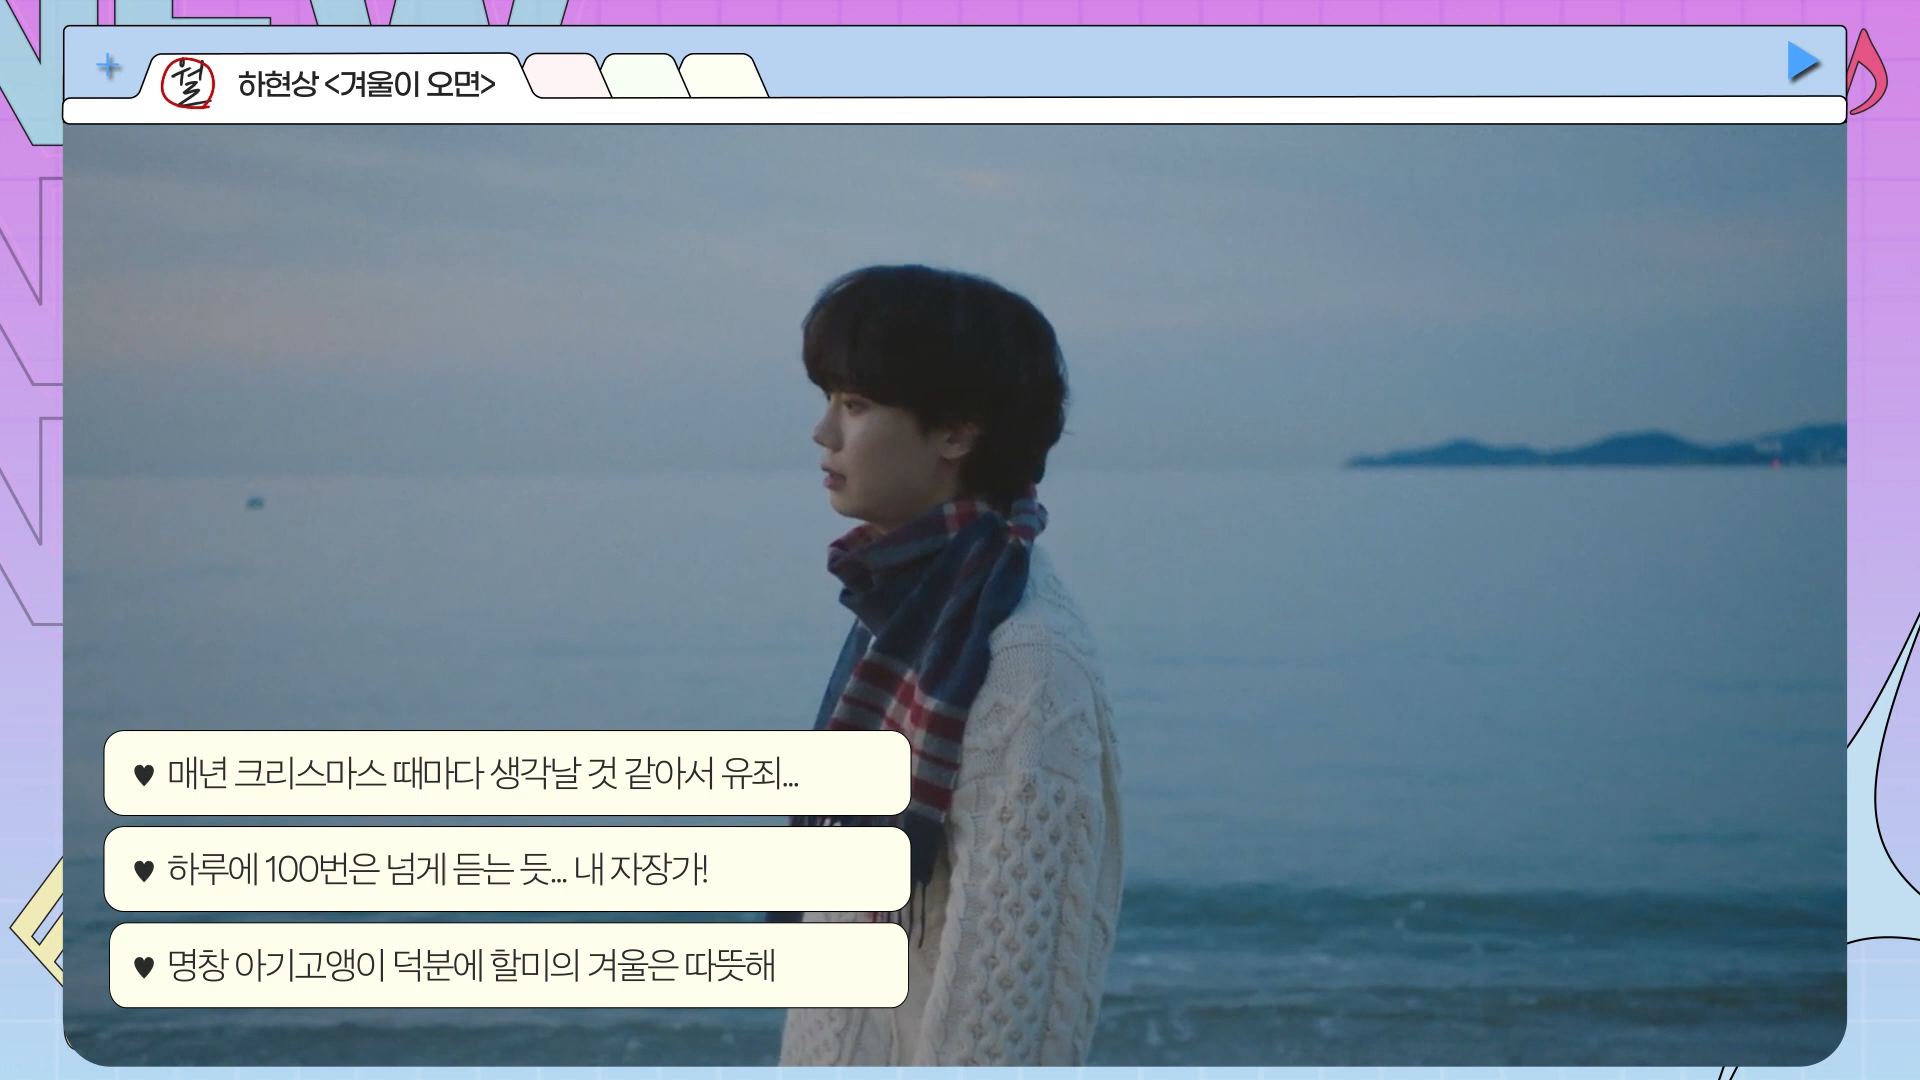 NEW
월
하현상 <겨울이 오면>
♥ 매년 크리스마스 때마다 생각날 것 같아서 유죄...
♥ 하루에 100번은 넘게 듣는 듯... 내 자장가!
♥ 명창 아기고앵이 덕분에 할미의 겨울은 따뜻해